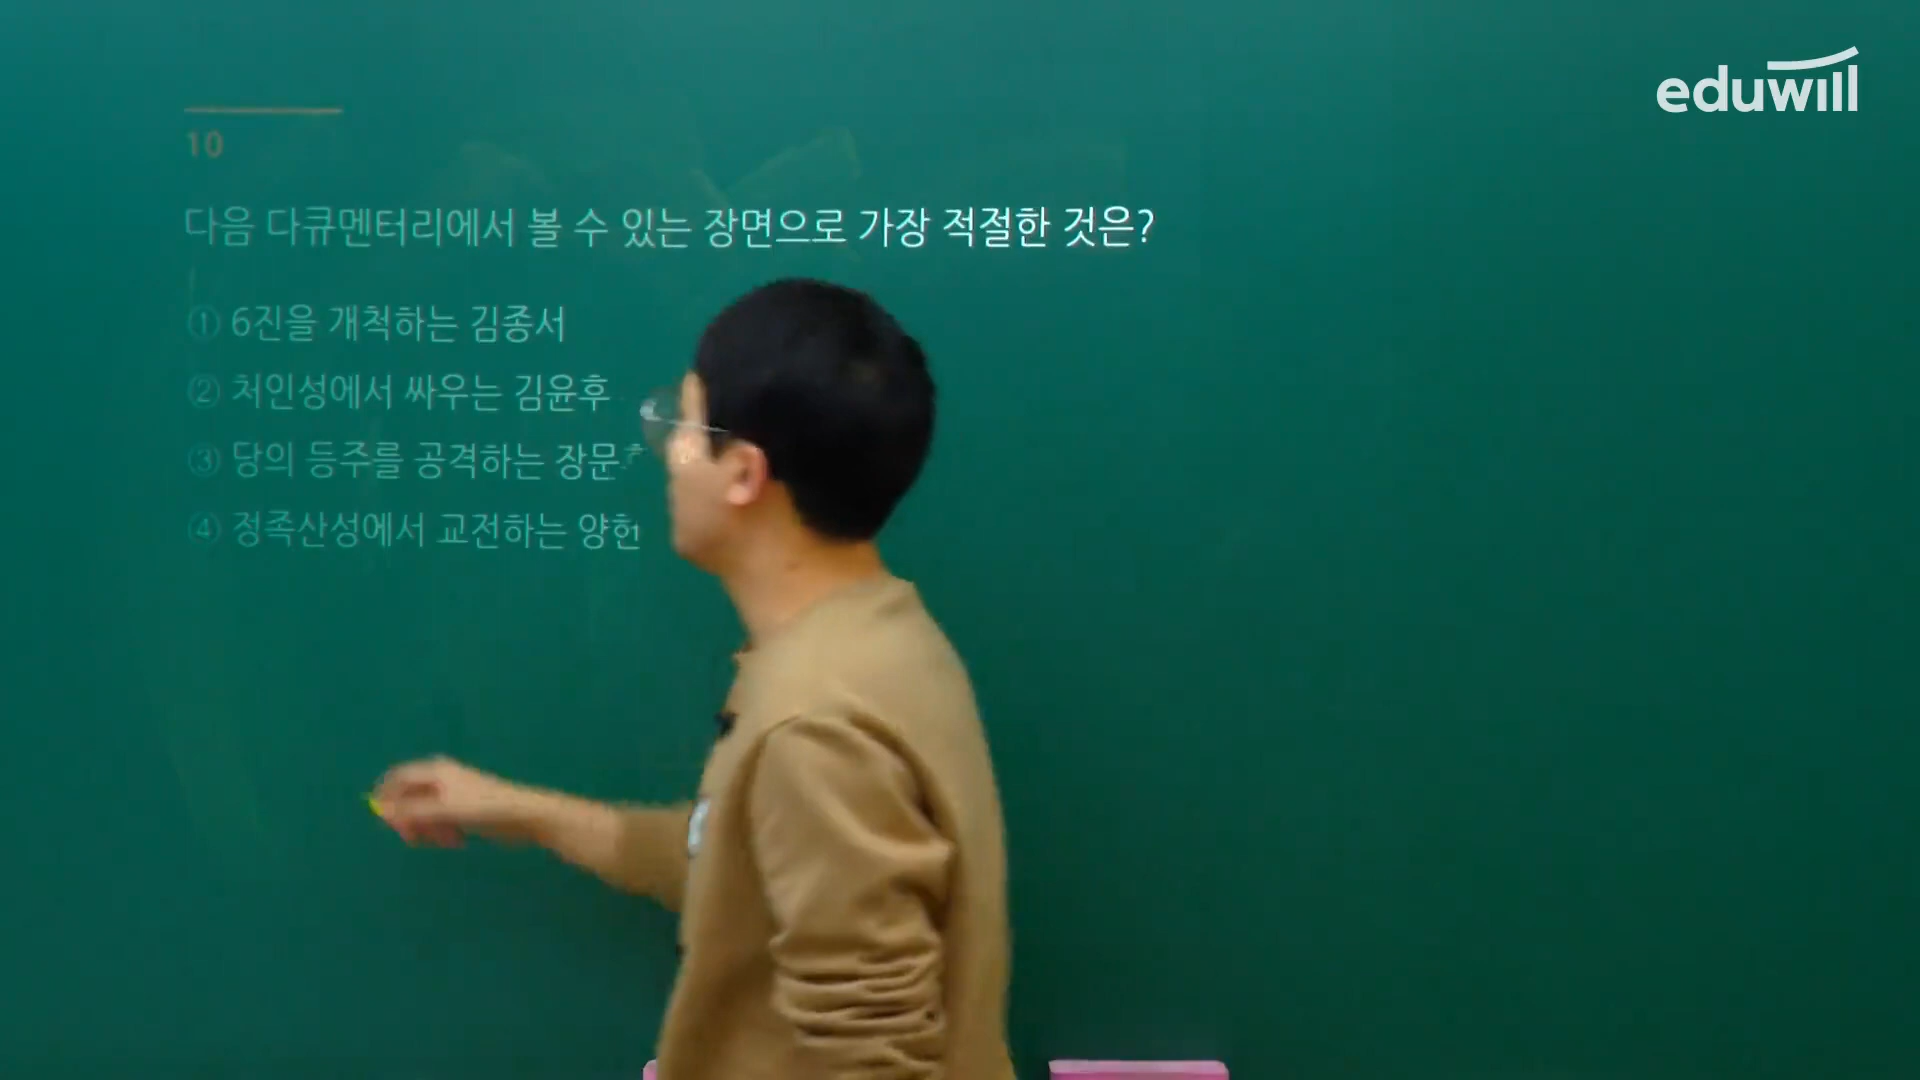 eduwill
10
다음 다큐멘터리에서 볼 수 있는 장면으로 가장 적절한 것은?
① 6진을 개척하는 김종서
② 처인성에서 싸우는 김윤후
③ 당의 등주를 공격하는
④ 정족산성에서 교전하는 양헌